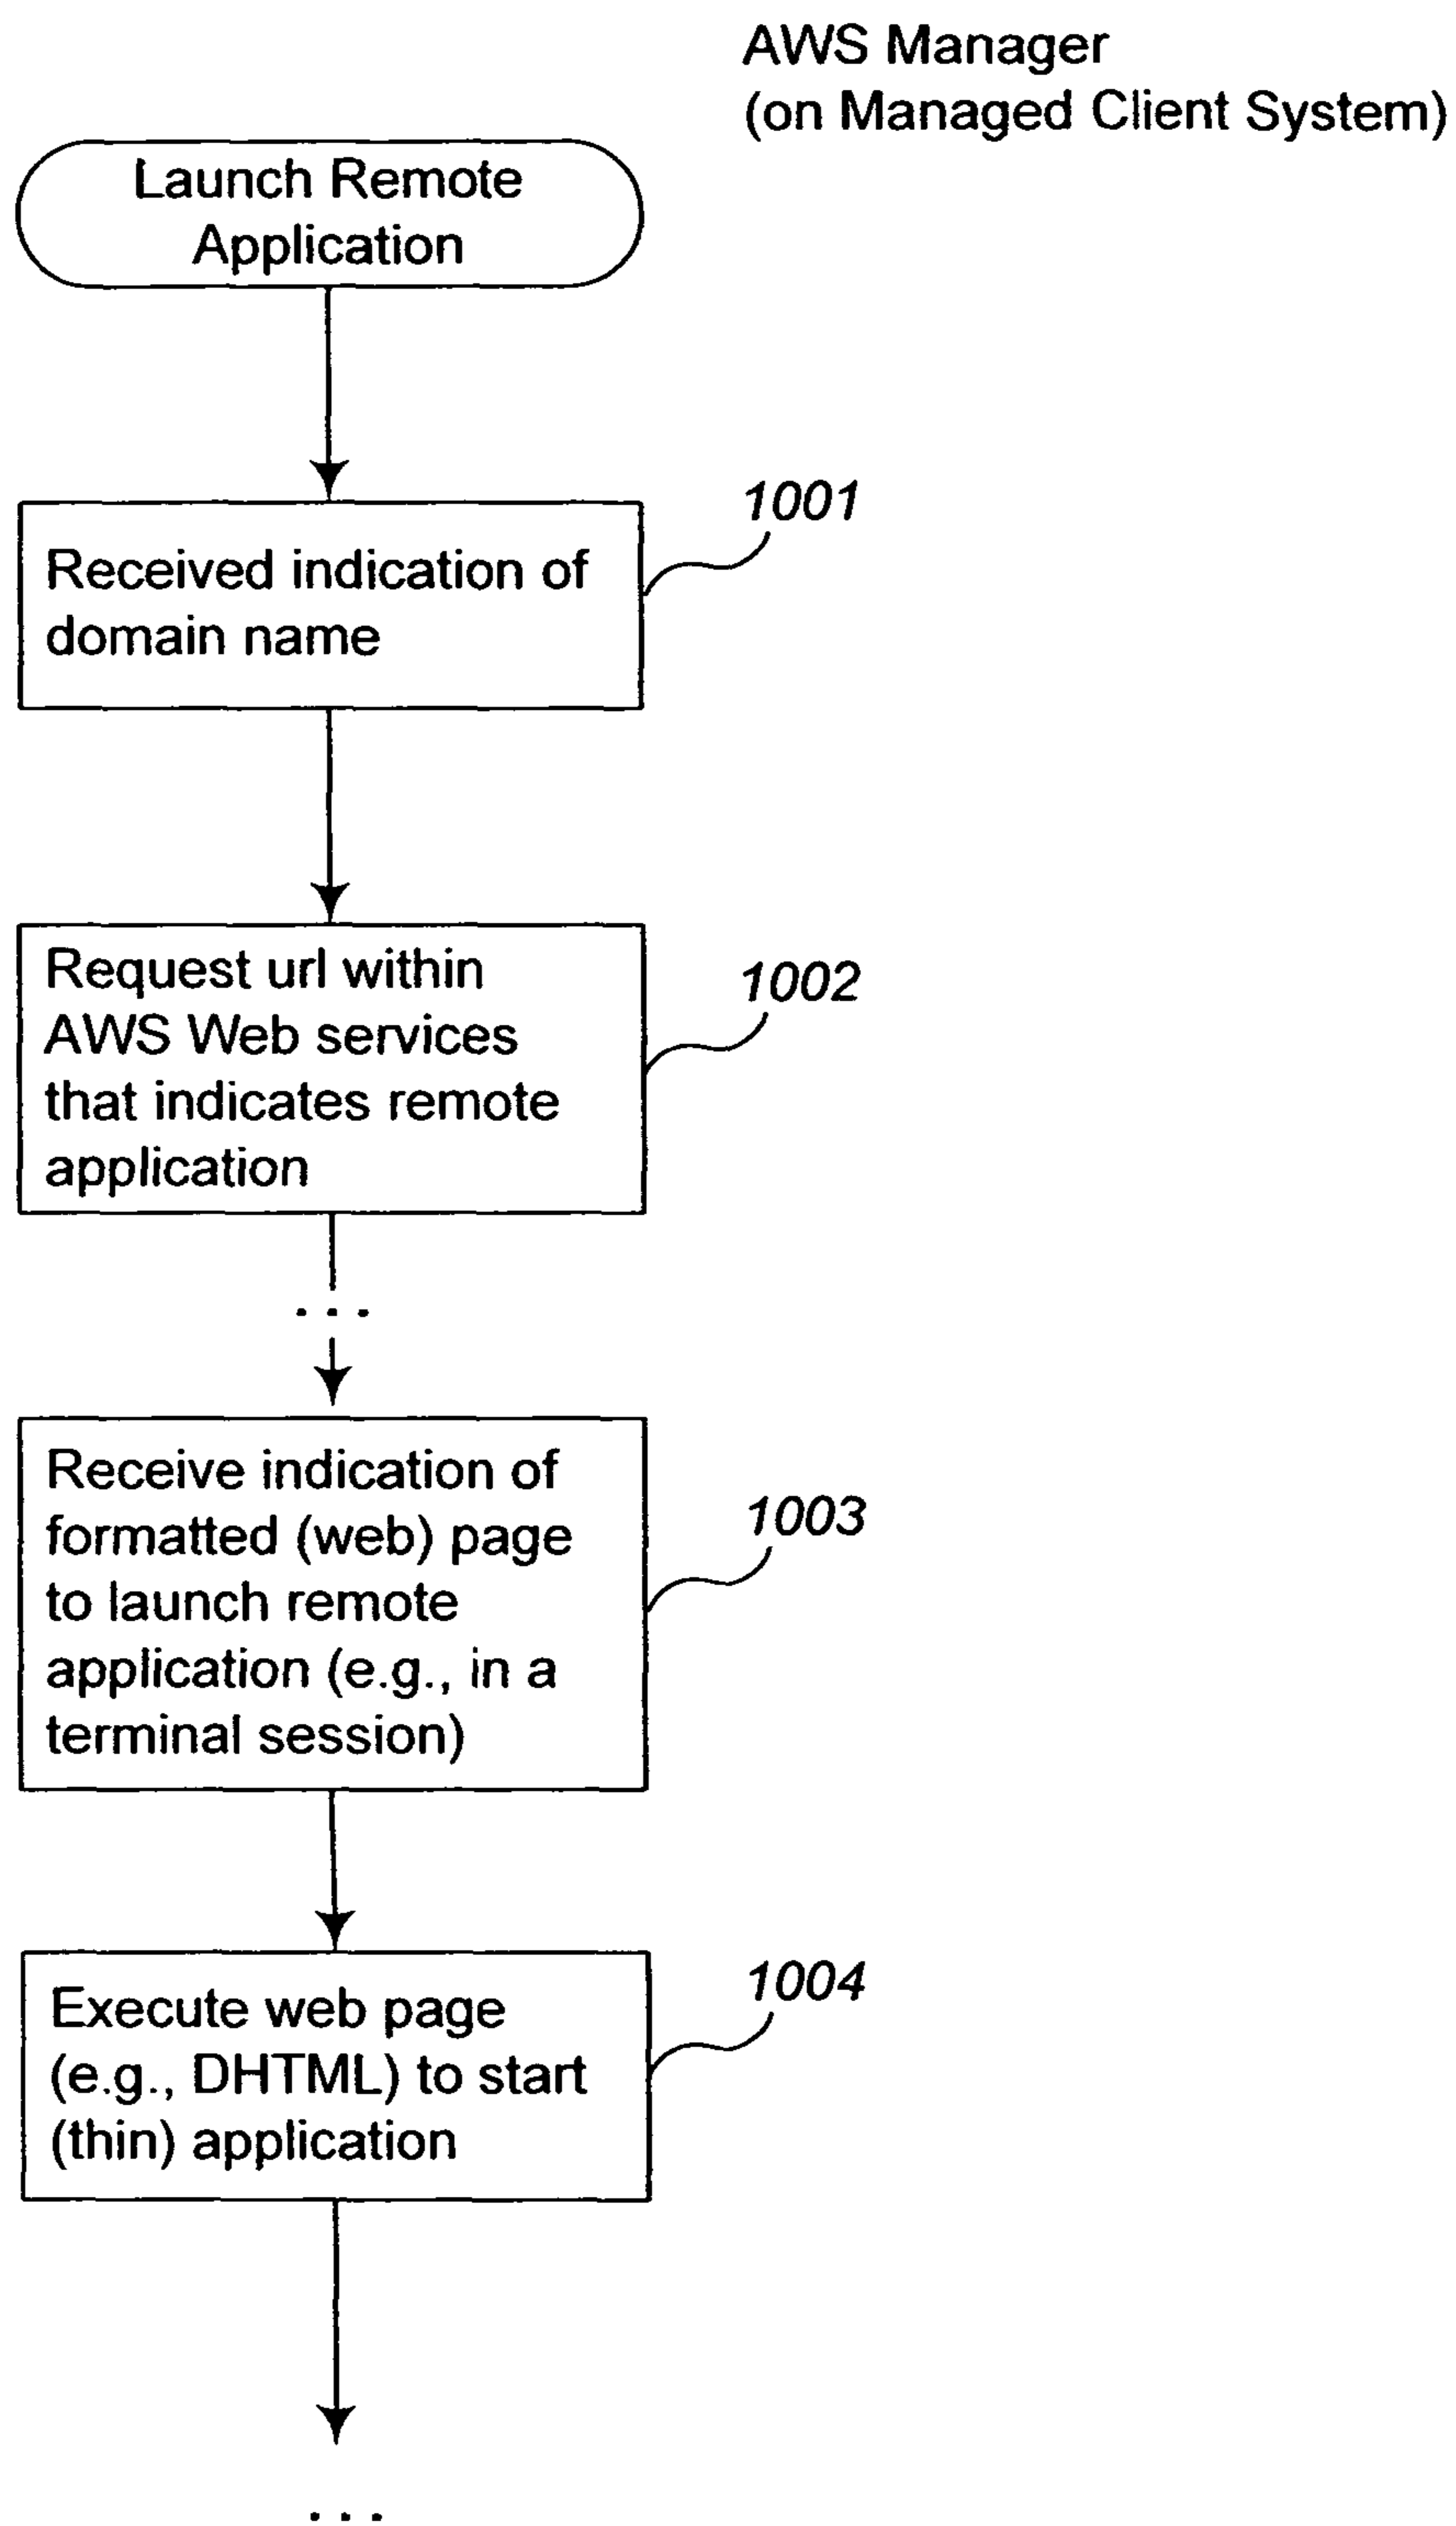 AWS Manager
(on Managed Client System)
Launch Remote
Application
1001
Received indication of
domain name
1002
Request url within
AWS Web services
that indicates remote
application
...
1003
Receive indication of
formatted (web) page
to launch remote
application (e.g., in a
terminal session)
1004
Execute web page
(e.g., DHTML) to start
(thin) application
...